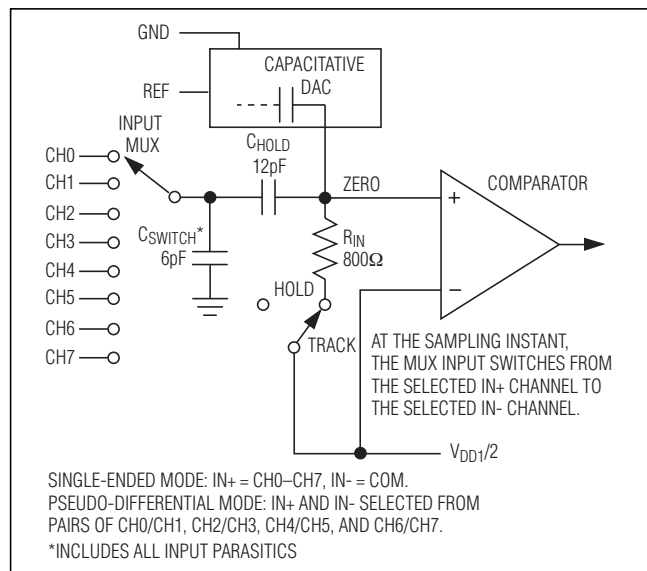 GND
CAPACITATIVE
DAC
REF
INPUT
MUX
CHOLD
12pF
CH0
CH1
CH2
CH3
CH4
CH5
CH6
CH7
ZERO
COMPARATOR
+
−
CSWITCH*
6pF
RIN
800Ω
HOLD
TRACK
AT THE SAMPLING INSTANT,
THE MUX INPUT SWITCHES FROM
THE SELECTED IN+ CHANNEL TO
THE SELECTED IN- CHANNEL.
VDD1/2
SINGLE-ENDED MODE: IN+ = CH0–CH7, IN- = COM.
PSEUDO-DIFFERENTIAL MODE: IN+ AND IN- SELECTED FROM
PAIRS OF CH0/CH1, CH2/CH3, CH4/CH5, AND CH6/CH7.
*INCLUDES ALL INPUT PARASITICS